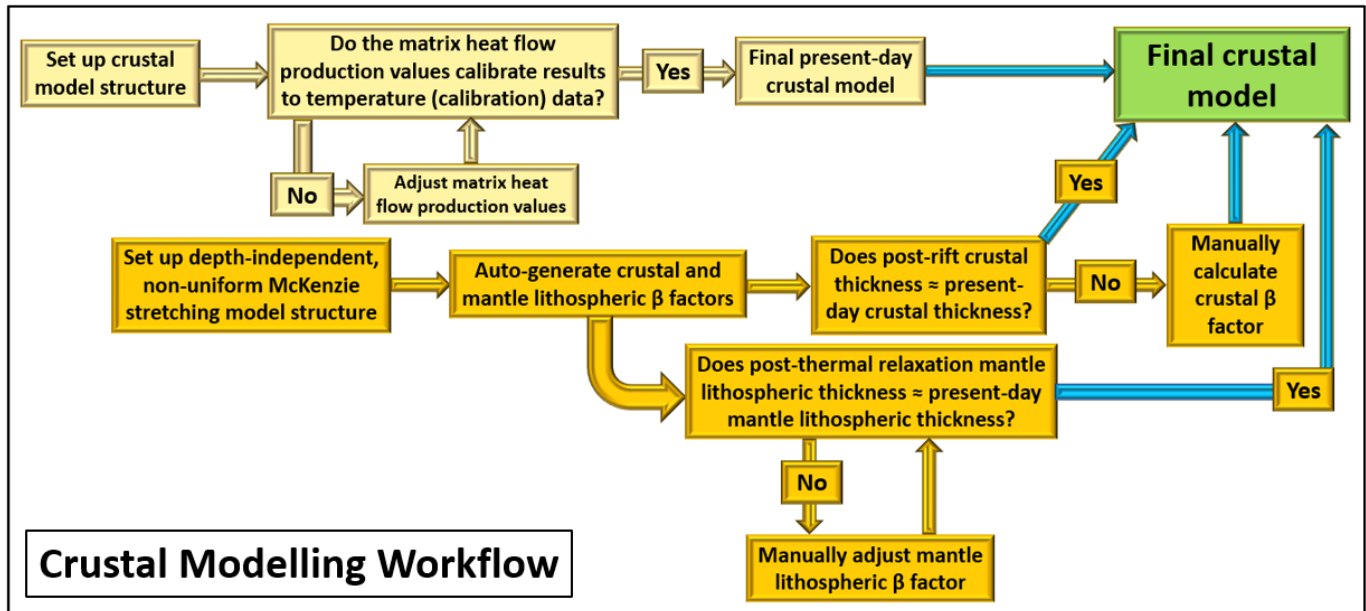 Set up crustal
model structure
Do the matrix heat flow
production values calibrate results
to temperature (calibration) data?
Yes
Final present-day
crustal model
Final crustal
model
No
Adjust matrix heat
flow production values
Yes
Set up depth-independent,
non-uniform McKenzie
stretching model structure
Auto-generate crustal and
mantle lithospheric β factors
Does post-rift crustal
thickness ≈ present-
day crustal thickness?
No
Manually
calculate
crustal β
factor
Does post-thermal relaxation mantle
lithospheric thickness ≈ present-day
mantle lithospheric thickness?
Yes
No
Manually adjust mantle
lithospheric β factor
Crustal Modelling Workflow